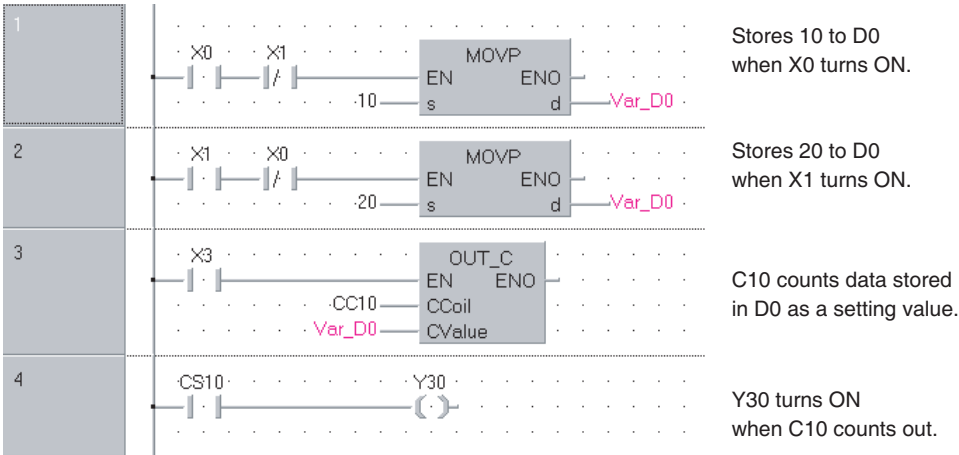 1
X0 X1 MOVP
EN ENO
10 s d Var_D0
Stores 10 to D0
when X0 turns ON.
2
X1 X0 MOVP
EN ENO
20 s d Var_D0
Stores 20 to D0
when X1 turns ON.
3
X3 OUT_C
EN ENO
CC10 CCoil
Var_D0 CValue
C10 counts data stored
in D0 as a setting value.
4
CS10 Y30
Y30 turns ON
when C10 counts out.